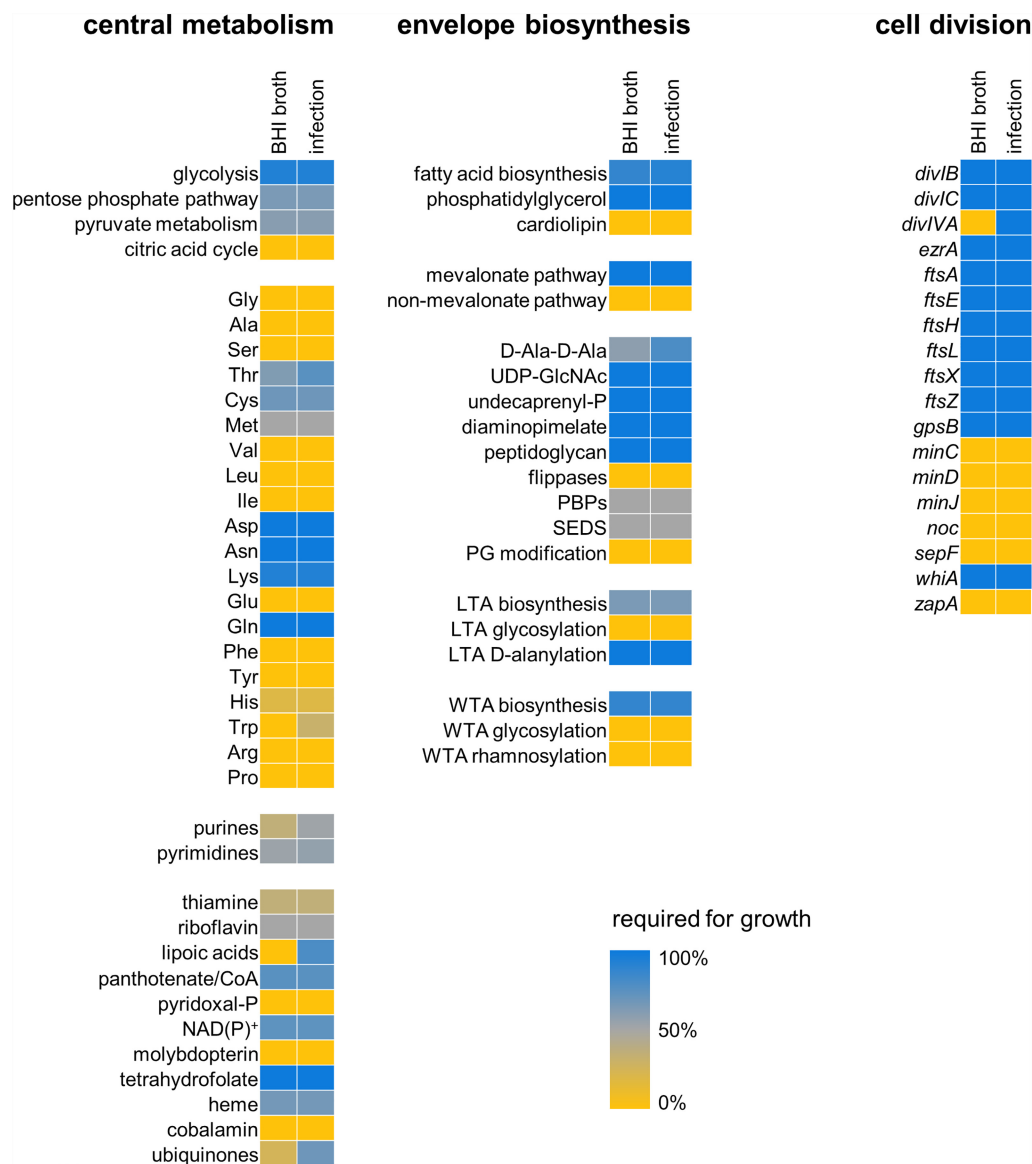 central metabolism
BHI broth
infection
glycolysis
pentose phosphate pathway
pyruvate metabolism
citric acid cycle
Gly
Ala
Ser
Thr
Cys
Met
Val
Leu
Ile
Asp
Asn
Lys
Glu
Gln
Phe
Tyr
His
Trp
Arg
Pro
purines
pyrimidines
thiamine
riboflavin
lipoic acids
panthotenate/CoA
pyridoxal-P
NAD(P)⁺
molybdopterin
tetrahydrofolate
heme
cobalamin
ubiquinones
envelope biosynthesis
BHI broth
infection
fatty acid biosynthesis
phosphatidylglycerol
cardiolipin
mevalonate pathway
non-mevalonate pathway
D-Ala-D-Ala
UDP-GlcNAc
undecaprenyl-P
diaminopimelate
peptidoglycan
flippases
PBPs
SEDS
PG modification
LTA biosynthesis
LTA glycosylation
LTA D-alanylation
WTA biosynthesis
WTA glycosylation
WTA rhamnosylation
cell division
BHI broth
infection
divIB
divIC
divIVA
ezrA
ftsA
ftsE
ftsH
ftsL
ftsX
ftsZ
gpsB
minC
minD
minJ
noc
sepF
whiA
zapA
required for growth
100%
50%
0%